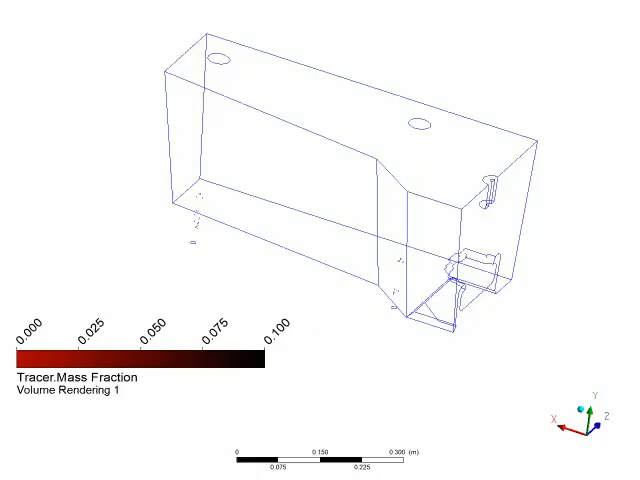 0.000 0.025 0.050 0.075 0.100
Tracer.Mass Fraction
Volume Rendering 1
Y
X Z
0 0.150 0.300 (m)
0.075 0.225